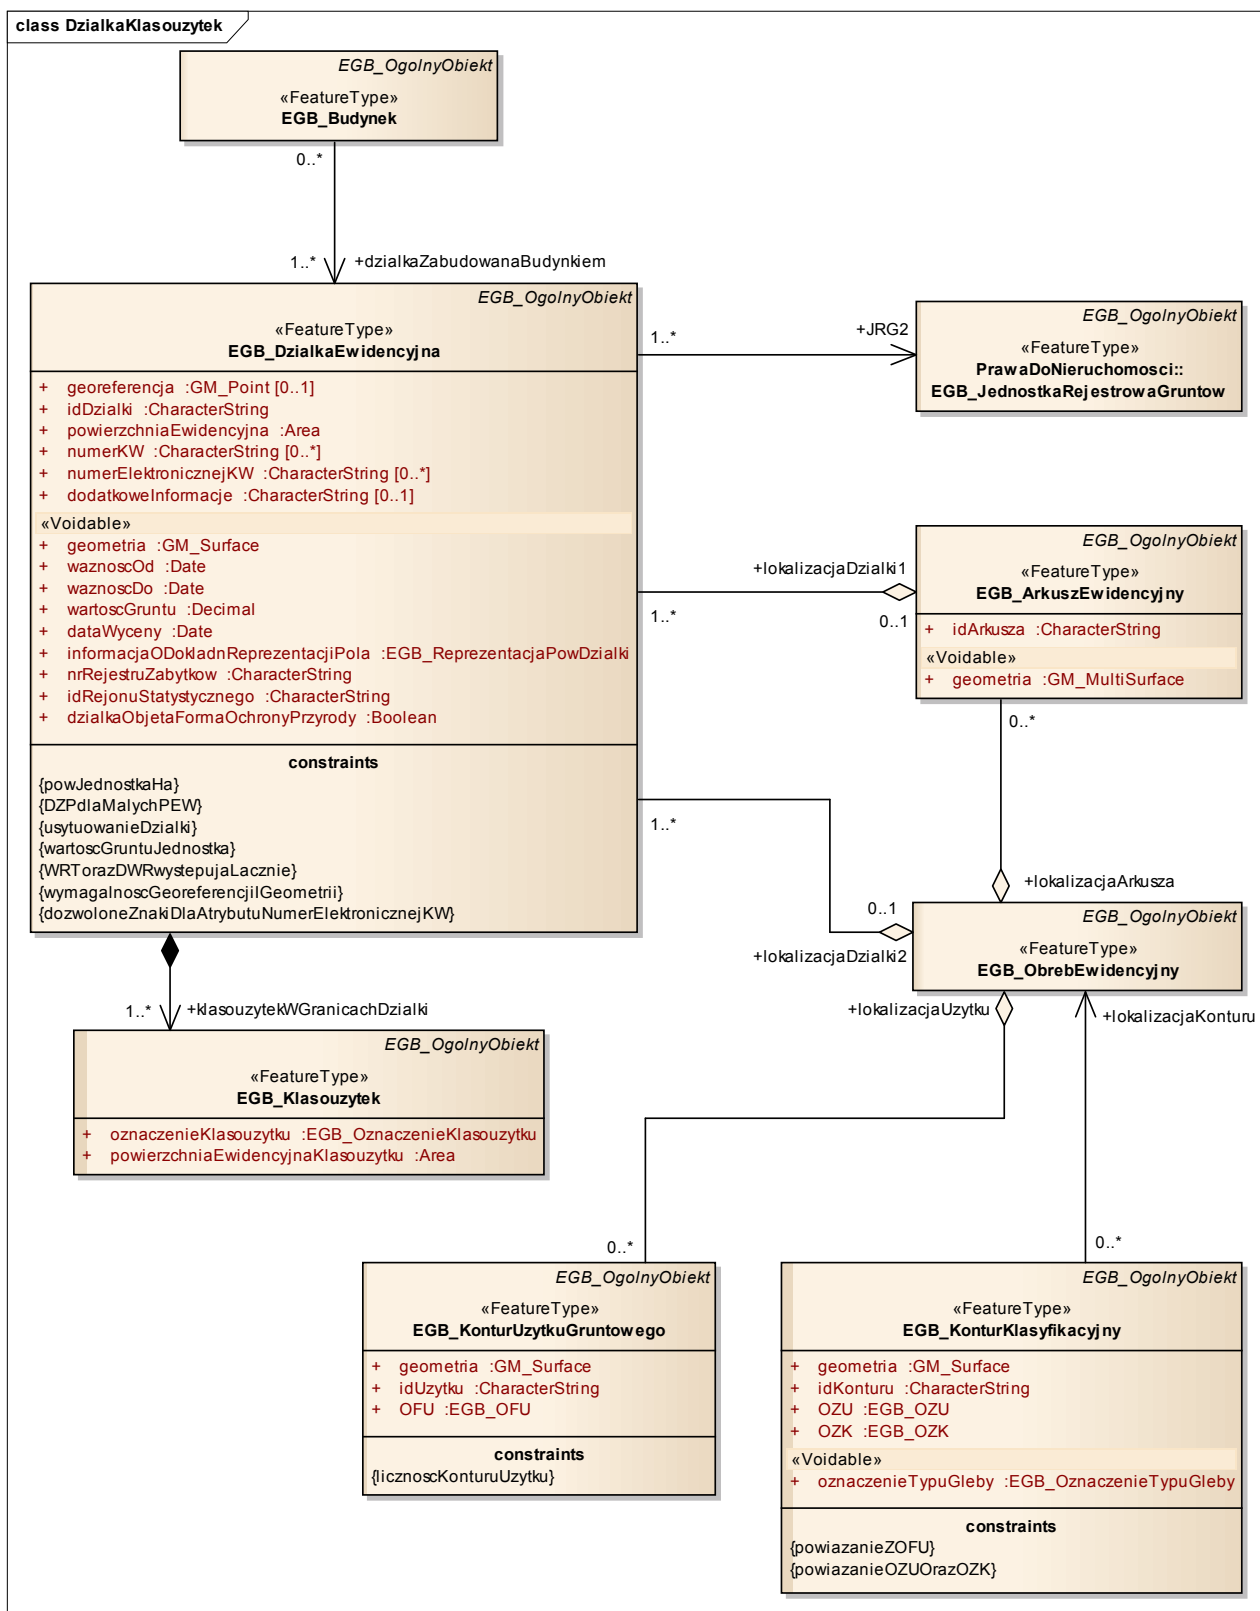 class DzialkaKlasouzytek
EGB_OgolnyObiekt
«FeatureType»
EGB_Budynek
0..*
1..*
+dzialkaZabudowanaBudynkiem
EGB_OgolnyObiekt
«FeatureType»
EGB_DzialkaEwidencyjna
+ georeferencja :GM_Point [0..1]
+ idDzialki :CharacterString
+ powierzchniaEwidencyjna :Area
+ numerKW :CharacterString [0..*]
+ numerElektronicznejKW :CharacterString [0..*]
+ dodatkoweInformacje :CharacterString [0..1]
«Voidable»
+ geometria :GM_Surface
+ waznoscOd :Date
+ waznoscDo :Date
+ wartoscGruntu :Decimal
+ dataWyceny :Date
+ informacjaODokladnReprezentacjiPola :EGB_ReprezentacjaPowDzialki
+ nrRejestruZabytkow :CharacterString
+ idRejonuStatystycznego :CharacterString
+ dzialkaObjetaFormaOchronyPrzyrody :Boolean
constraints
{powJednostkaHa}
{DZPdlaMalychPEW}
{usytuowanieDzialki}
{wartoscGruntuJednostka}
{WRTorazDWRwystepujaLacznie}
{wymagalnoscGeoreferencjiIGeometrii}
{dozwoloneZnakiDlaAtrybutuNumerElektronicznejKW}
1..*
+JRG2
EGB_OgolnyObiekt
«FeatureType»
PrawaDoNieruchomosci::
EGB_JednostkaRejestrowaGruntow
+lokalizacjaDzialki1
1..*
0..1
EGB_OgolnyObiekt
«FeatureType»
EGB_ArkuszEwidencyjny
+ idArkusza :CharacterString
«Voidable»
+ geometria :GM_MultiSurface
0..*
+lokalizacjaArkusza
1..*
0..1
+lokalizacjaDzialki2
EGB_OgolnyObiekt
«FeatureType»
EGB_ObrebEwidencyjny
+lokalizacjaUzytku
+lokalizacjaKonturu
1..*
+klasouzytekWGranicachDzialki
EGB_OgolnyObiekt
«FeatureType»
EGB_Klasouzytek
+ oznaczenieKlasouzytku :EGB_OznaczenieKlasouzytku
+ powierzchniaEwidencyjnaKlasouzytku :Area
0..*
0..*
EGB_OgolnyObiekt
«FeatureType»
EGB_KonturUzytkuGruntowego
+ geometria :GM_Surface
+ idUzytku :CharacterString
+ OFU :EGB_OFU
constraints
{licznoscKonturuUzytku}
EGB_OgolnyObiekt
«FeatureType»
EGB_KonturKlasyfikacyjny
+ geometria :GM_Surface
+ idKonturu :CharacterString
+ OZU :EGB_OZU
+ OZK :EGB_OZK
«Voidable»
+ oznaczenieTypuGleby :EGB_OznaczenieTypuGleby
constraints
{powiazanieZOFU}
{powiazanieOZUOrazOZK}